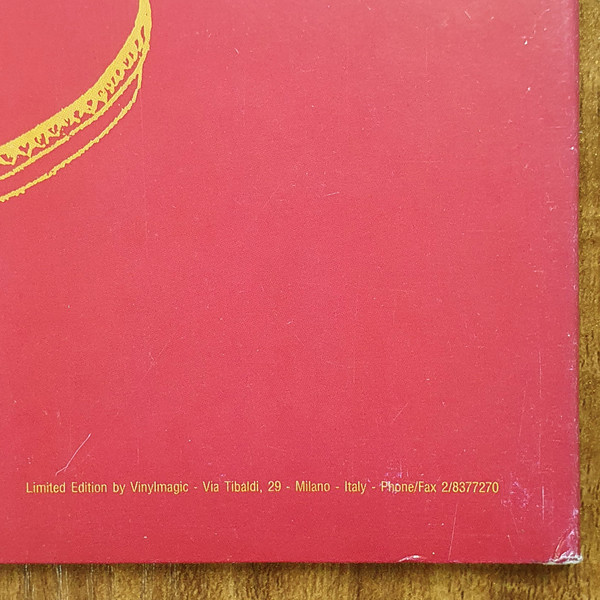 Limited Edition by Vinylmagic - Via Tibaldi, 29 - Milano - Italy - Phone/Fax 2/8377270